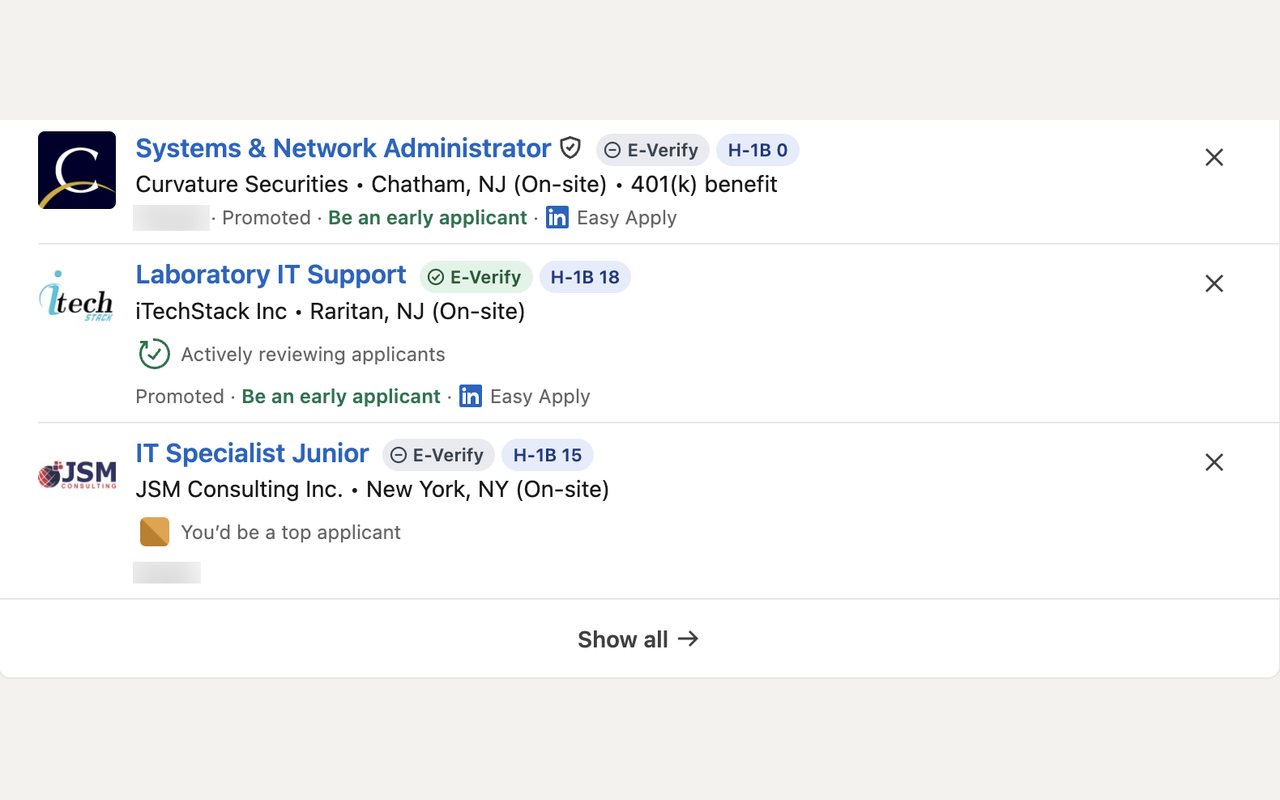 Systems & Network Administrator E-Verify H-1B 0
Curvature Securities • Chatham, NJ (On-site) • 401(k) benefit
· Promoted · Be an early applicant · in Easy Apply
itech STACK
Laboratory IT Support E-Verify H-1B 18
iTechStack Inc • Raritan, NJ (On-site)
Actively reviewing applicants
Promoted · Be an early applicant · in Easy Apply
JSM CONSULTING
IT Specialist Junior E-Verify H-1B 15
JSM Consulting Inc. • New York, NY (On-site)
You’d be a top applicant
Show all →